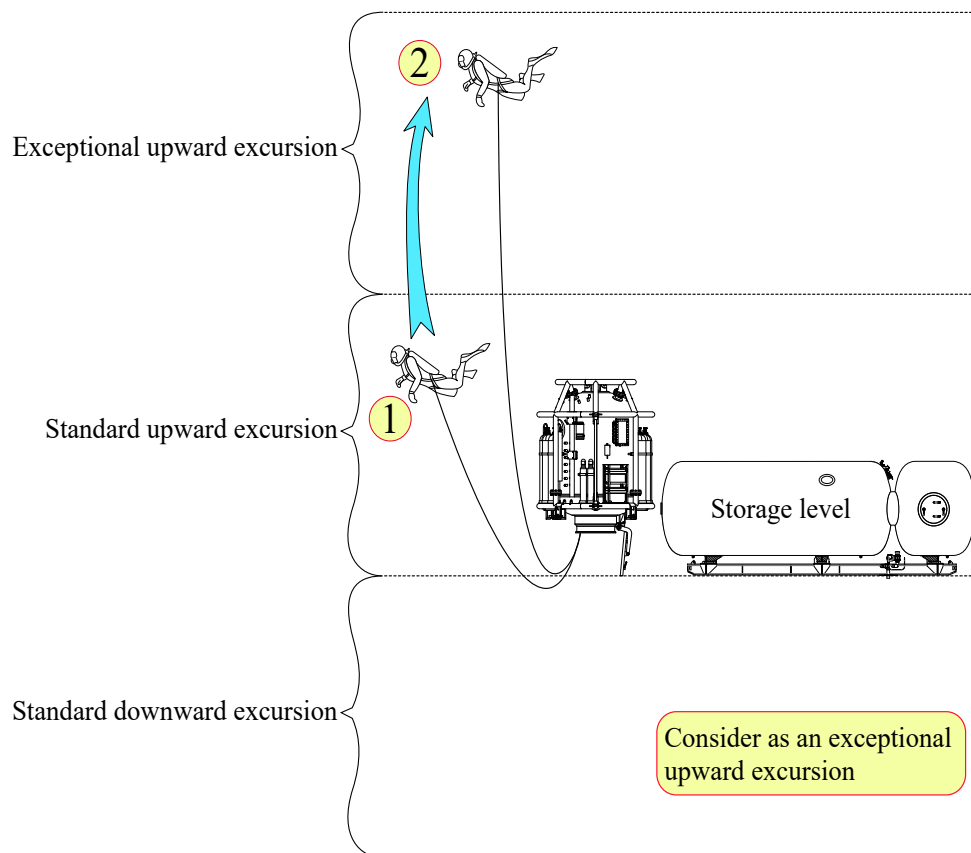 2
Exceptional upward excursion
1
Standard upward excursion
Storage level
Standard downward excursion
Consider as an exceptional
upward excursion